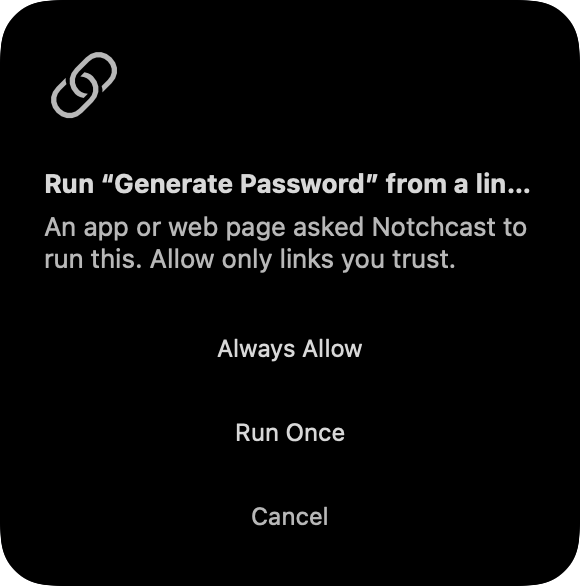 Run “Generate Password” from a lin...
An app or web page asked Notchcast to
run this. Allow only links you trust.
Always Allow
Run Once
Cancel